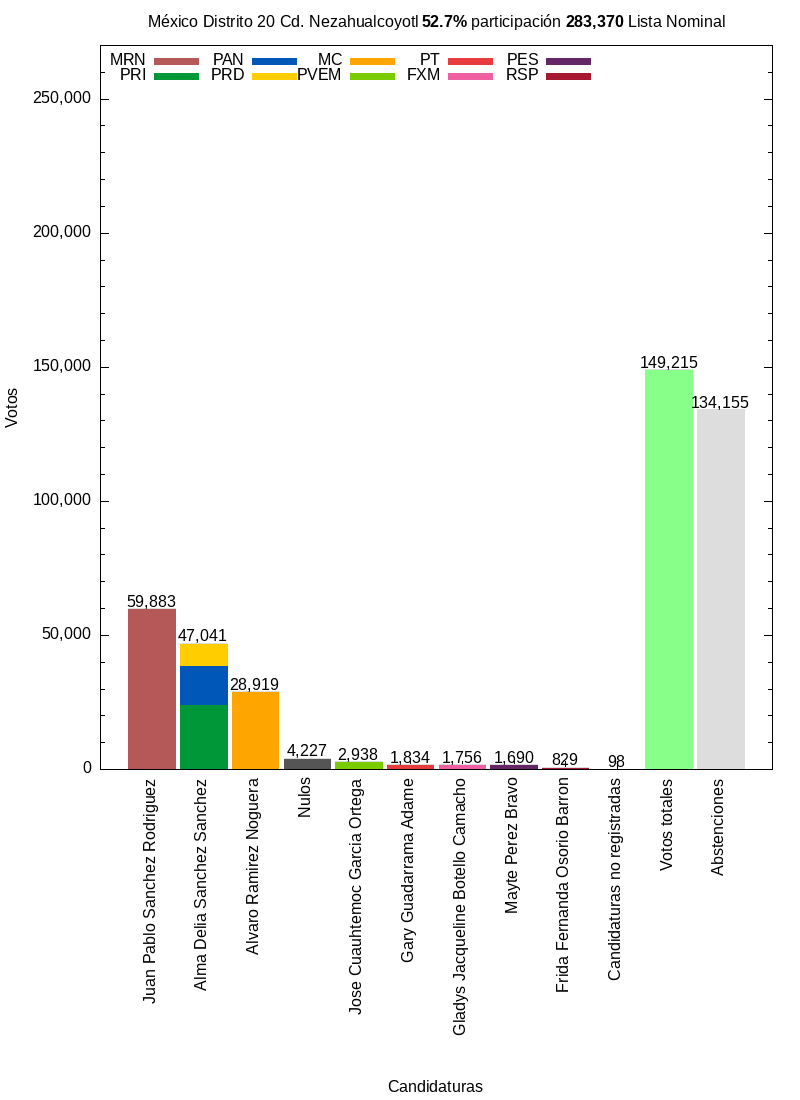 México Distrito 20 Cd. Nezahualcoyotl 52.7% participación 283,370 Lista Nominal
MRN PAN MC PT PES
PRI PRD PVEM FXM RSP
250,000
200,000
150,000
100,000
50,000
0
Votos
59,883
47,041
28,919
4,227
2,938
1,834
1,756
1,690
829
98
149,215
134,155
Juan Pablo Sanchez Rodriguez
Alma Delia Sanchez Sanchez
Alvaro Ramirez Noguera
Nulos
Jose Cuauhtemoc Garcia Ortega
Gary Guadarrama Adame
Gladys Jacqueline Botello Camacho
Mayte Perez Bravo
Frida Fernanda Osorio Barron
Candidaturas no registradas
Votos totales
Abstenciones
Candidaturas